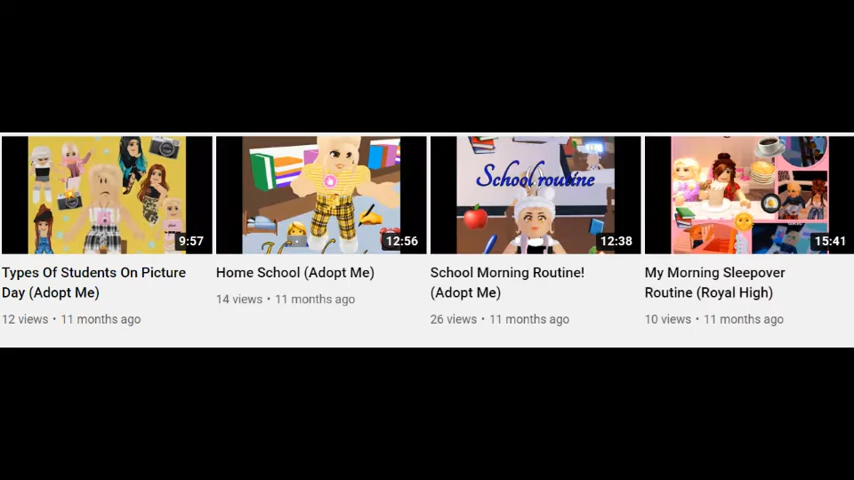 School routine
9:57
12:56
12:38
15:41
Types Of Students On Picture
Day (Adopt Me)
12 views • 11 months ago
Home School (Adopt Me)
14 views • 11 months ago
School Morning Routine!
(Adopt Me)
26 views • 11 months ago
My Morning Sleepover
Routine (Royal High)
10 views • 11 months ago